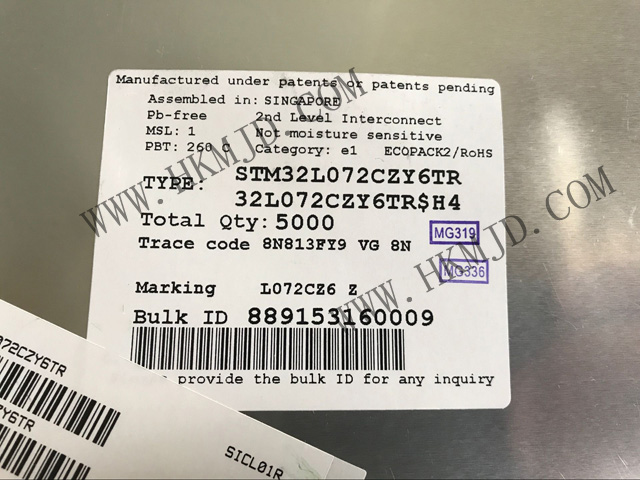 Manufactured under patents or patents pending
Assembled in: SINGAPORE
Pb-free 2nd Level Interconnect
MSL: 1 Not moisture sensitive
PBT: 260 C Category: e1 ECOPACK2/RoHS
TYPE: STM32L072CZY6TR
32L072CZY6TR$H4
Total Qty: 5000
MG319
Trace code 8N813FY9 VG 8N
MG336
Marking L072CZ6 Z
Bulk ID 889153160009
provide the bulk ID for any inquiry
072CZY6TR
ZY6TR
SICL01R
WWW.HKMJD.COM
WWW.HKMJD.COM